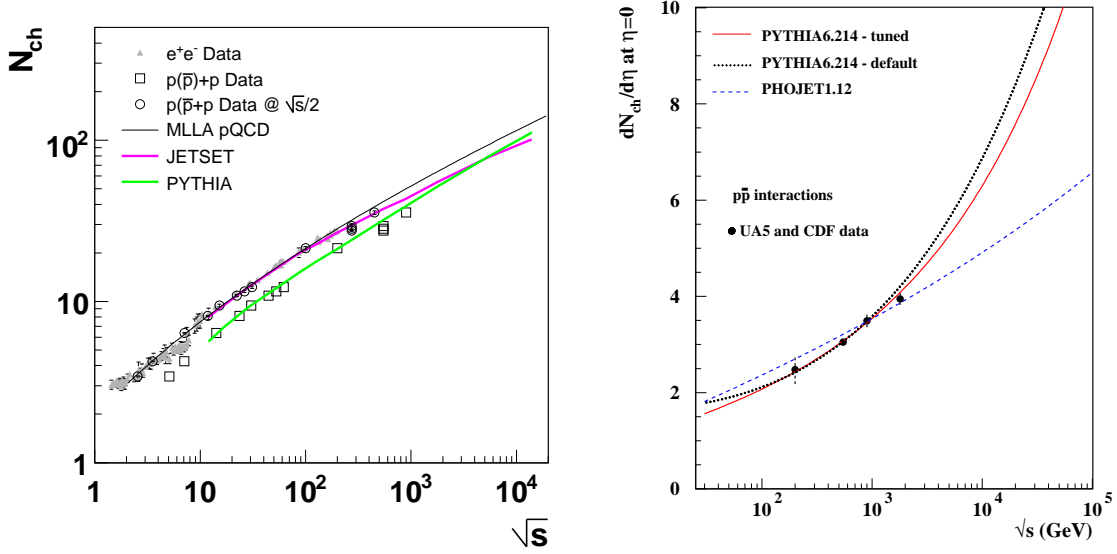 N_ch
e⁺e⁻ Data
p(p̅)+p Data
p(p̅+p Data @ √s/2
MLLA pQCD
JETSET
PYTHIA
10²
10
1
1
10
10²
10³
10⁴
√s
dN_ch/dη at η=0
PYTHIA6.214 - tuned
PYTHIA6.214 - default
PHOJET1.12
pp̅ interactions
UA5 and CDF data
10
8
6
4
2
0
10²
10³
10⁴
10⁵
√s (GeV)